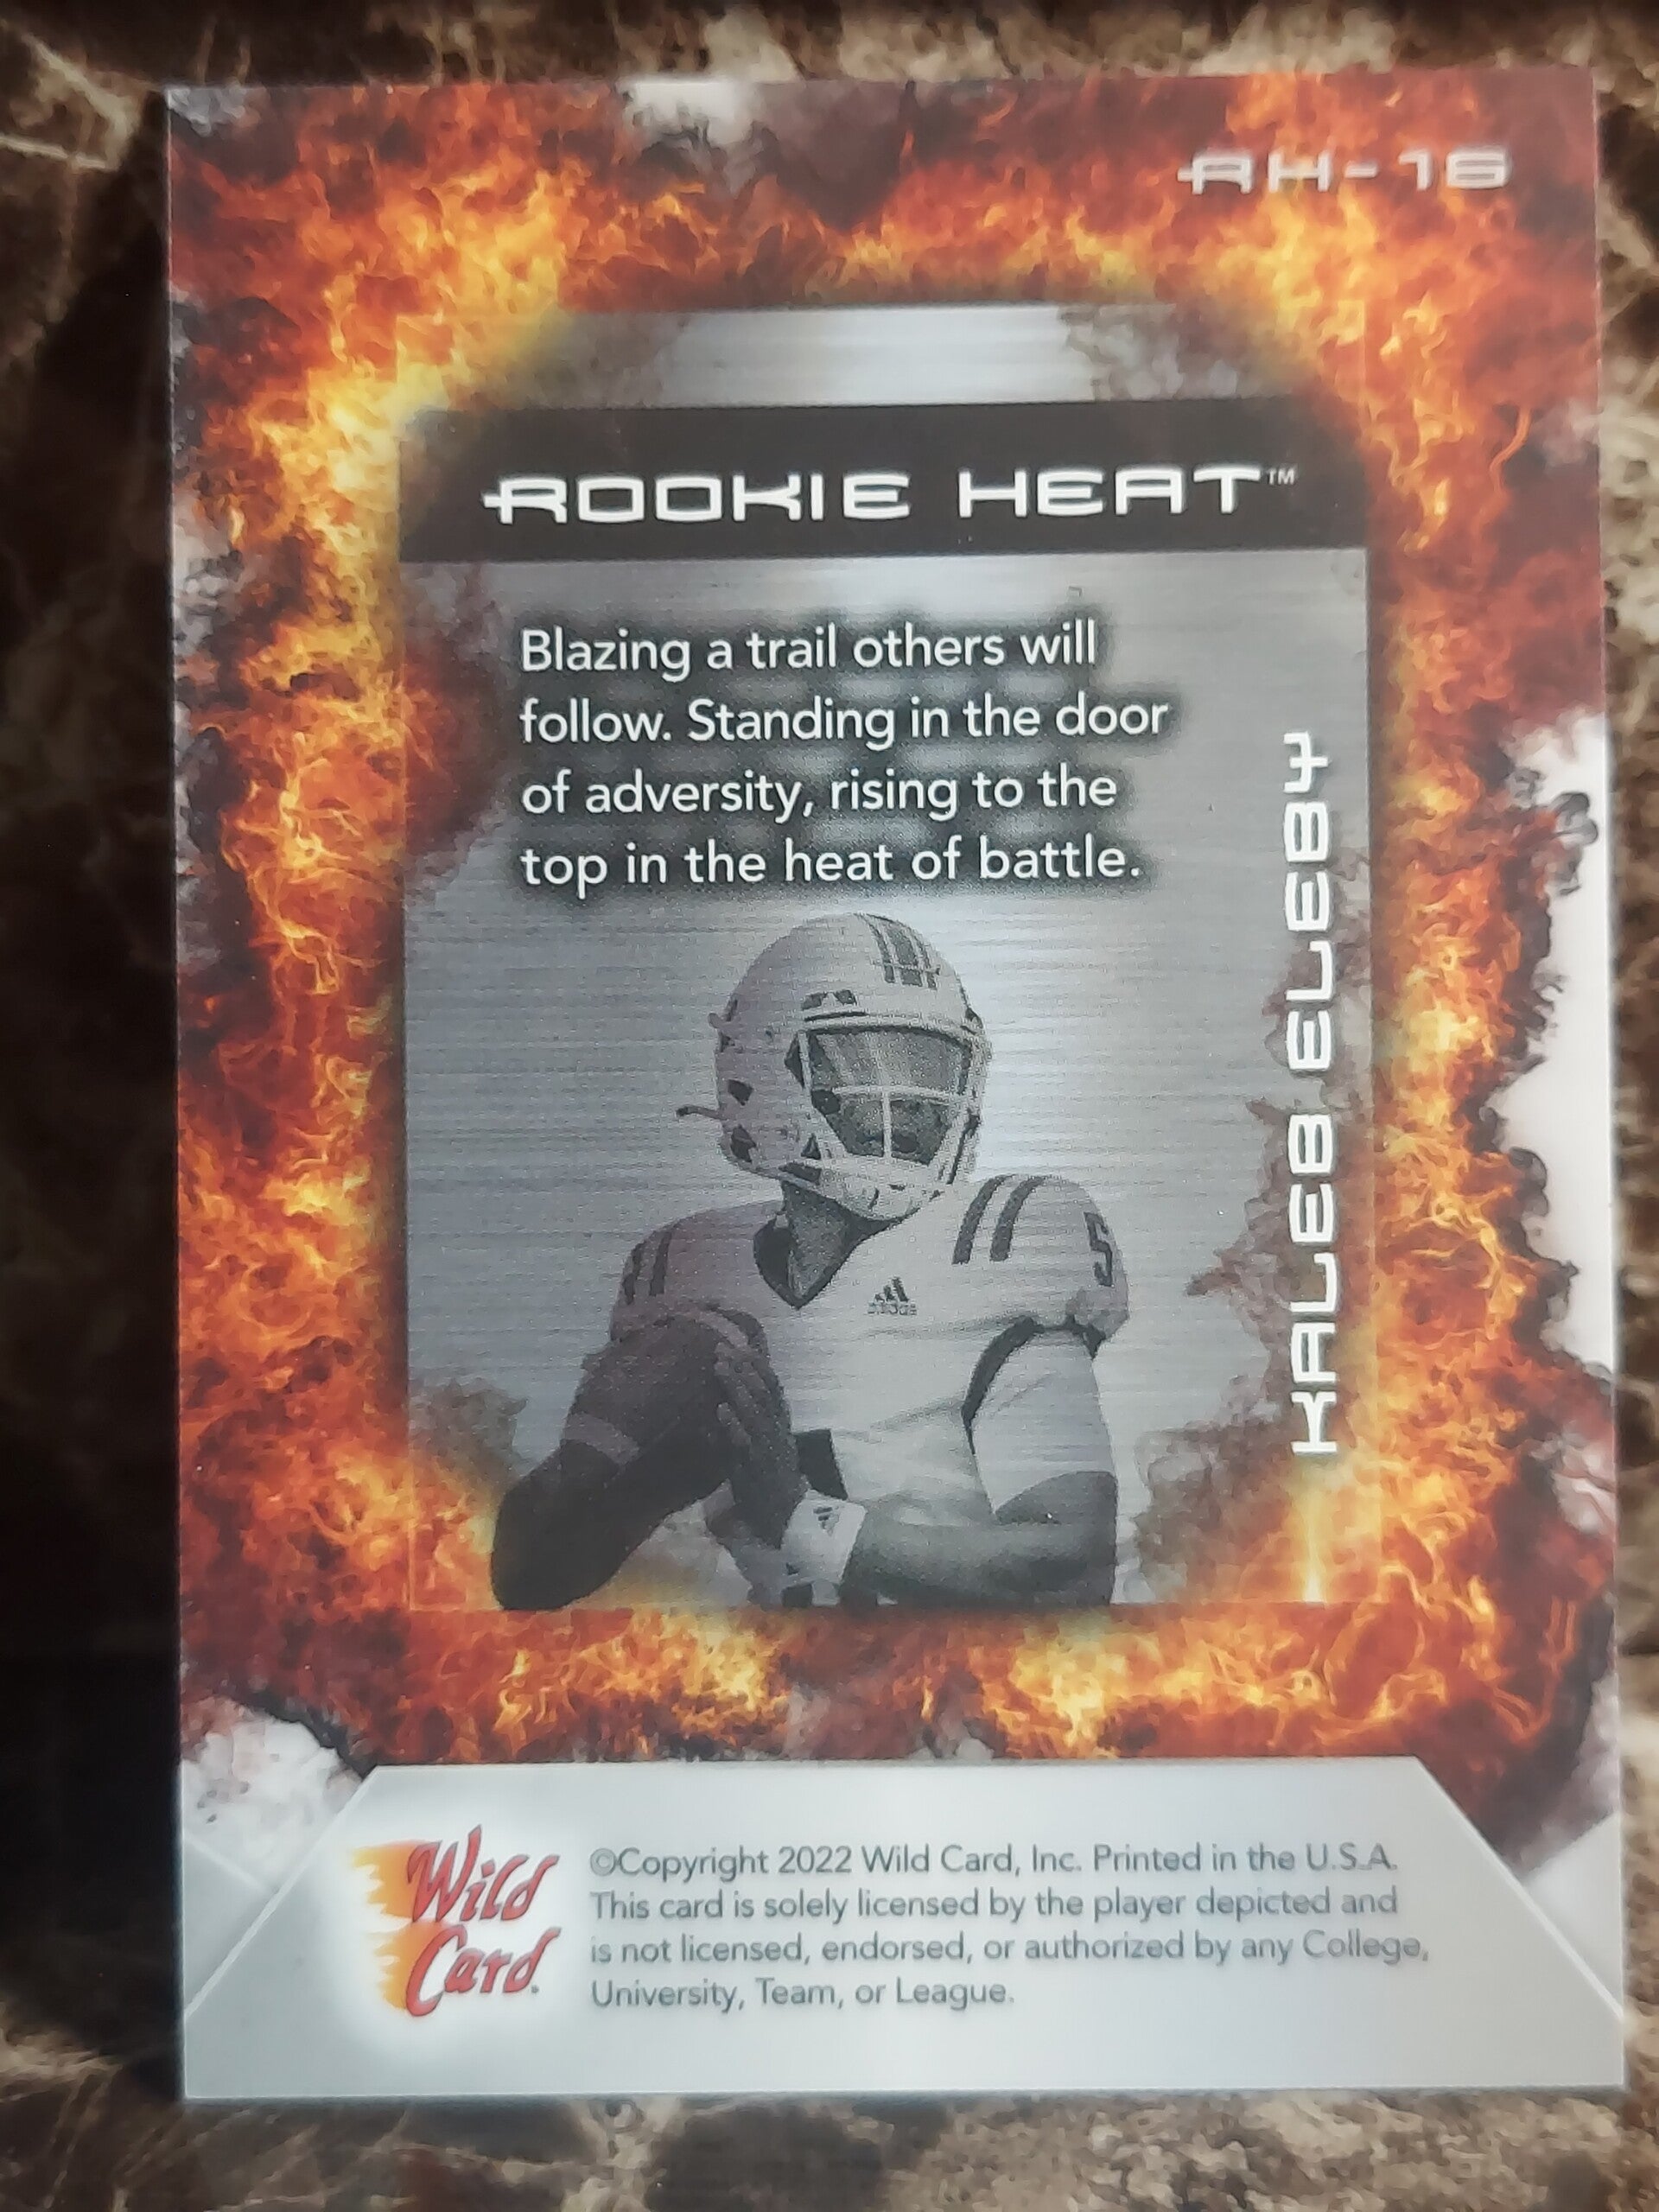 RH-16
ROOKIE HEAT™
Blazing a trail others will
follow. Standing in the door
of adversity, rising to the
top in the heat of battle.
KALEB ELEBY
5
adidas
Wild
Card®
©Copyright 2022 Wild Card, Inc. Printed in the U.S.A.
This card is solely licensed by the player depicted and
is not licensed, endorsed, or authorized by any College,
University, Team, or League.